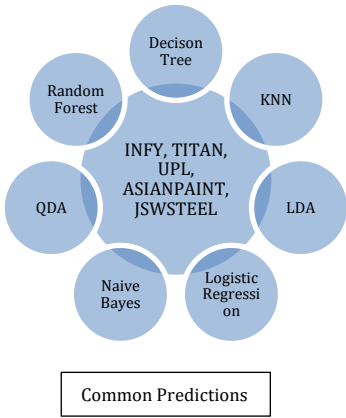 Decison
Tree
Random
Forest
KNN
INFY, TITAN,
UPL,
ASIANPAINT,
JSWSTEEL
QDA
LDA
Naive
Bayes
Logistic
Regressi
on
Common Predictions